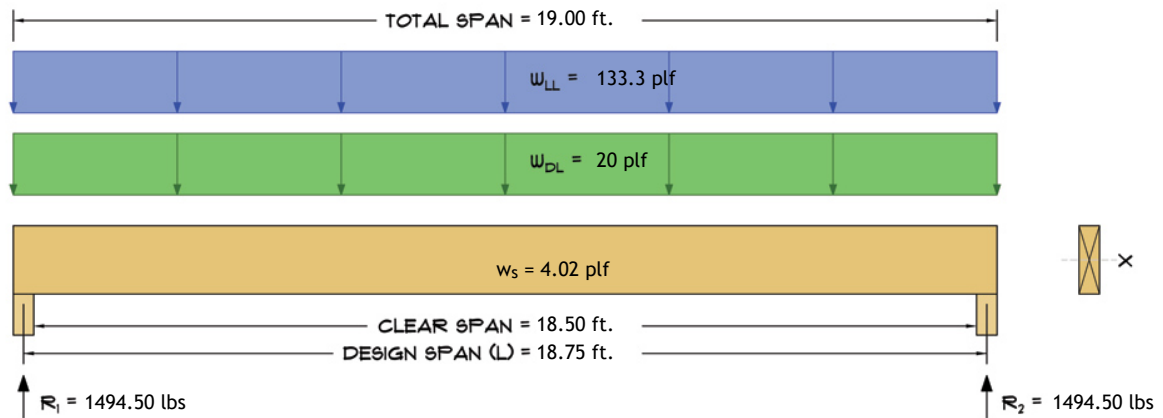 TOTAL SPAN = 19.00 ft.
WLL = 133.3 plf
WDL = 20 plf
ws = 4.02 plf
X
CLEAR SPAN = 18.50 ft.
DESIGN SPAN (L) = 18.75 ft.
R1 = 1494.50 lbs
R2 = 1494.50 lbs